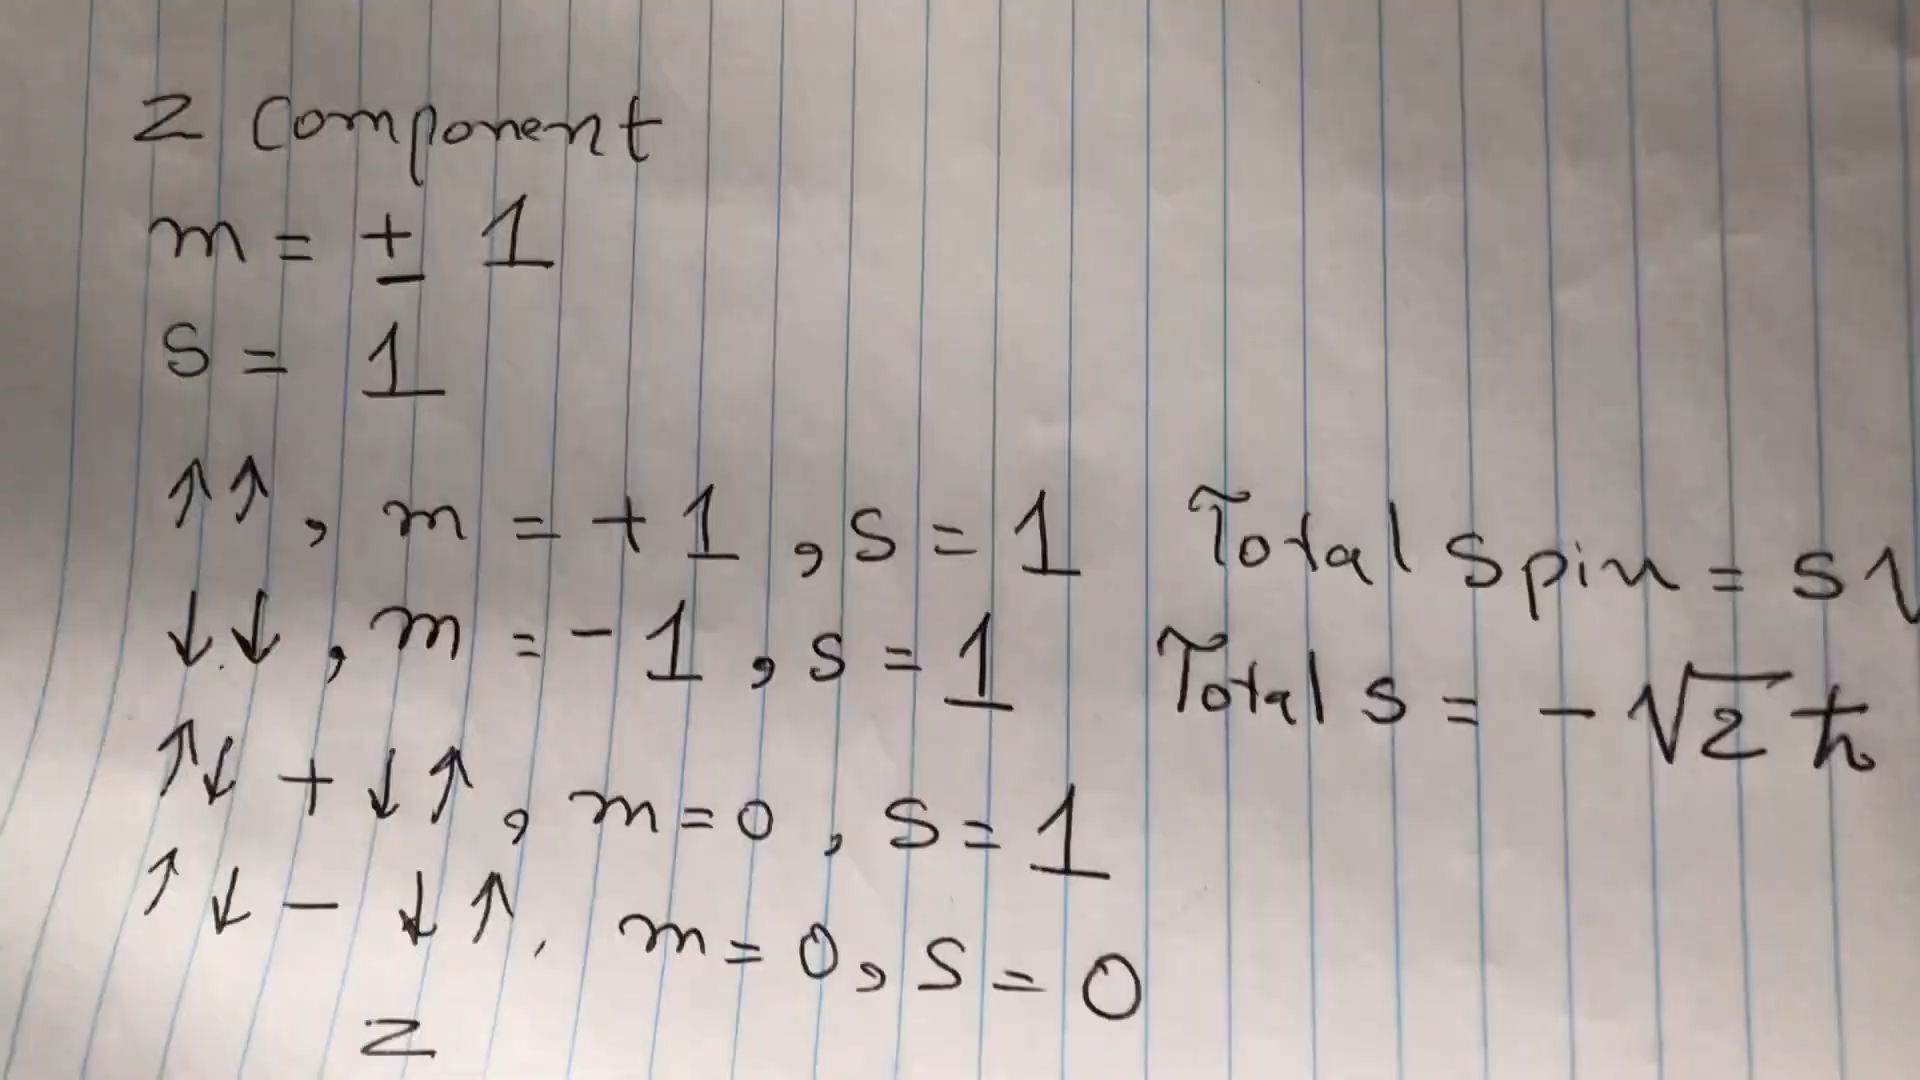 Z Component
m = ± 1
S = 1
↑↑, m = + 1, S = 1 Total Spin = S √
↓↓, m = - 1, S = 1 Total S = - √2 ħ
↑↓ + ↓↑, m = 0, S = 1
↑↓ - ↓↑, m = 0, S = 0
Z